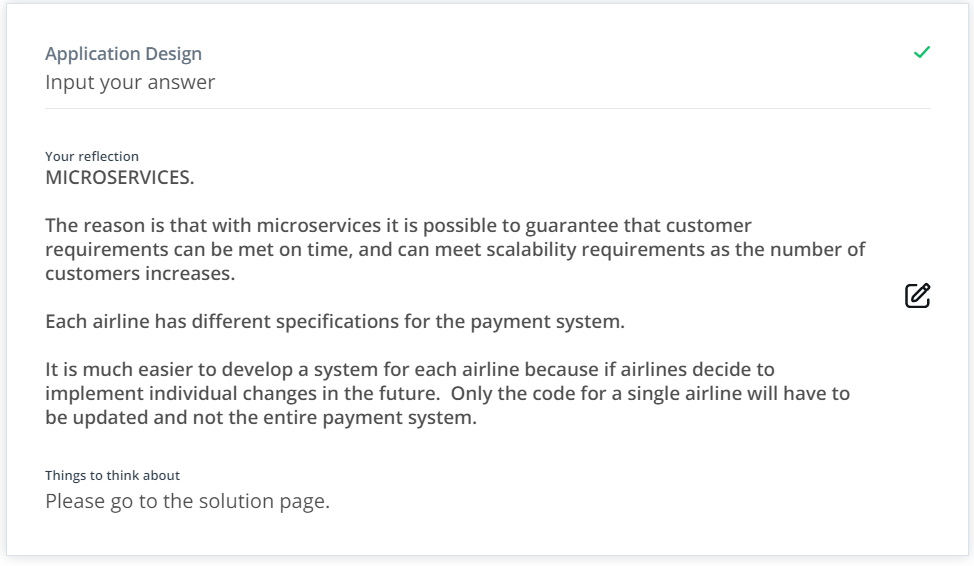 Application Design
Input your answer
Your reflection
MICROSERVICES.
The reason is that with microservices it is possible to guarantee that customer
requirements can be met on time, and can meet scalability requirements as the number of
customers increases.
Each airline has different specifications for the payment system.
It is much easier to develop a system for each airline because if airlines decide to
implement individual changes in the future.  Only the code for a single airline will have to
be updated and not the entire payment system.
Things to think about
Please go to the solution page.